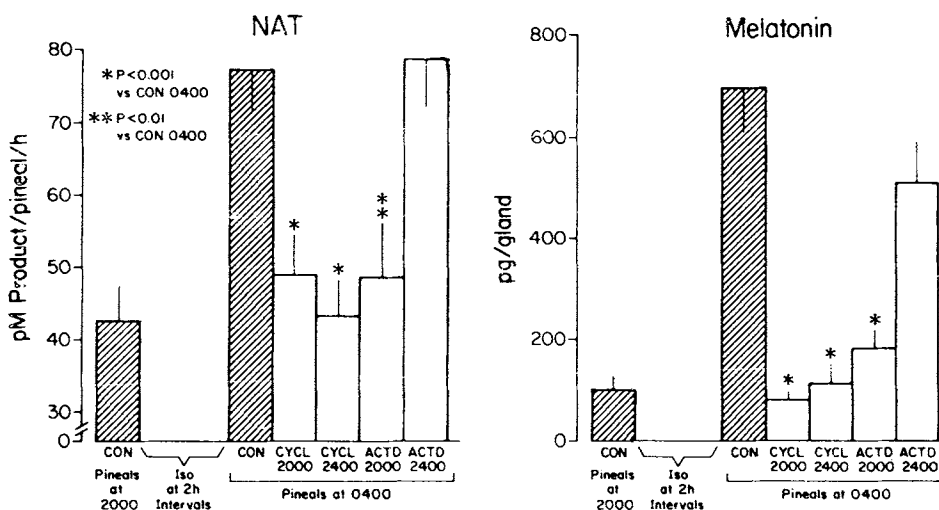 NAT
pM Product/pineal/h
80
70
60
50
40
30
0
* P<0.001
vs CON 0400
** P<0.01
vs CON 0400
*
*
**
CON
Pineals
at
2000
Iso
at 2h
Intervals
CON
CYCL
2000
CYCL
2400
ACTD
2000
ACTD
2400
Pineals at 0400
Melatonin
pg/gland
800
600
400
200
0
*
*
*
CON
Pineals
at
2000
Iso
at 2h
Intervals
CON
CYCL
2000
CYCL
2400
ACTD
2000
ACTD
2400
Pineals at 0400